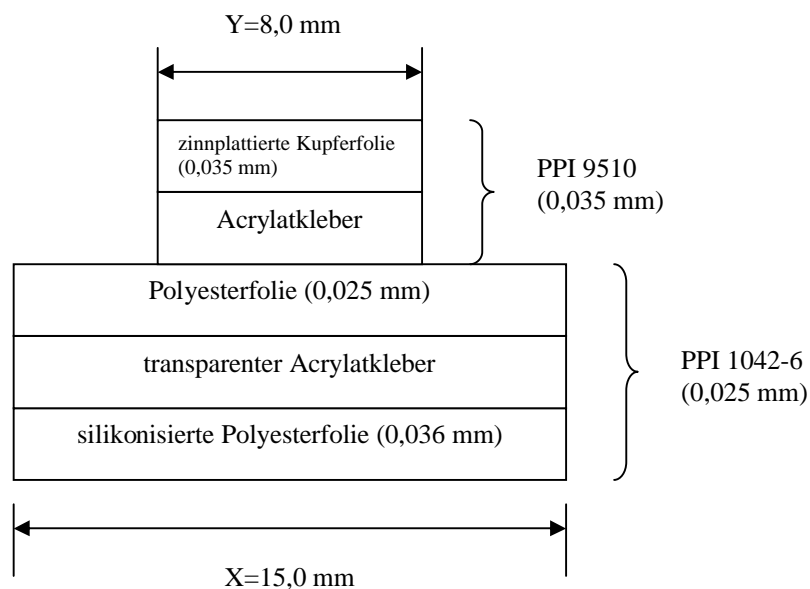 Y=8,0 mm
zinnplattierte Kupferfolie
(0,035 mm)
Acrylatkleber
PPI 9510
(0,035 mm)
Polyesterfolie (0,025 mm)
transparenter Acrylatkleber
silikonisierte Polyesterfolie (0,036 mm)
PPI 1042-6
(0,025 mm)
X=15,0 mm